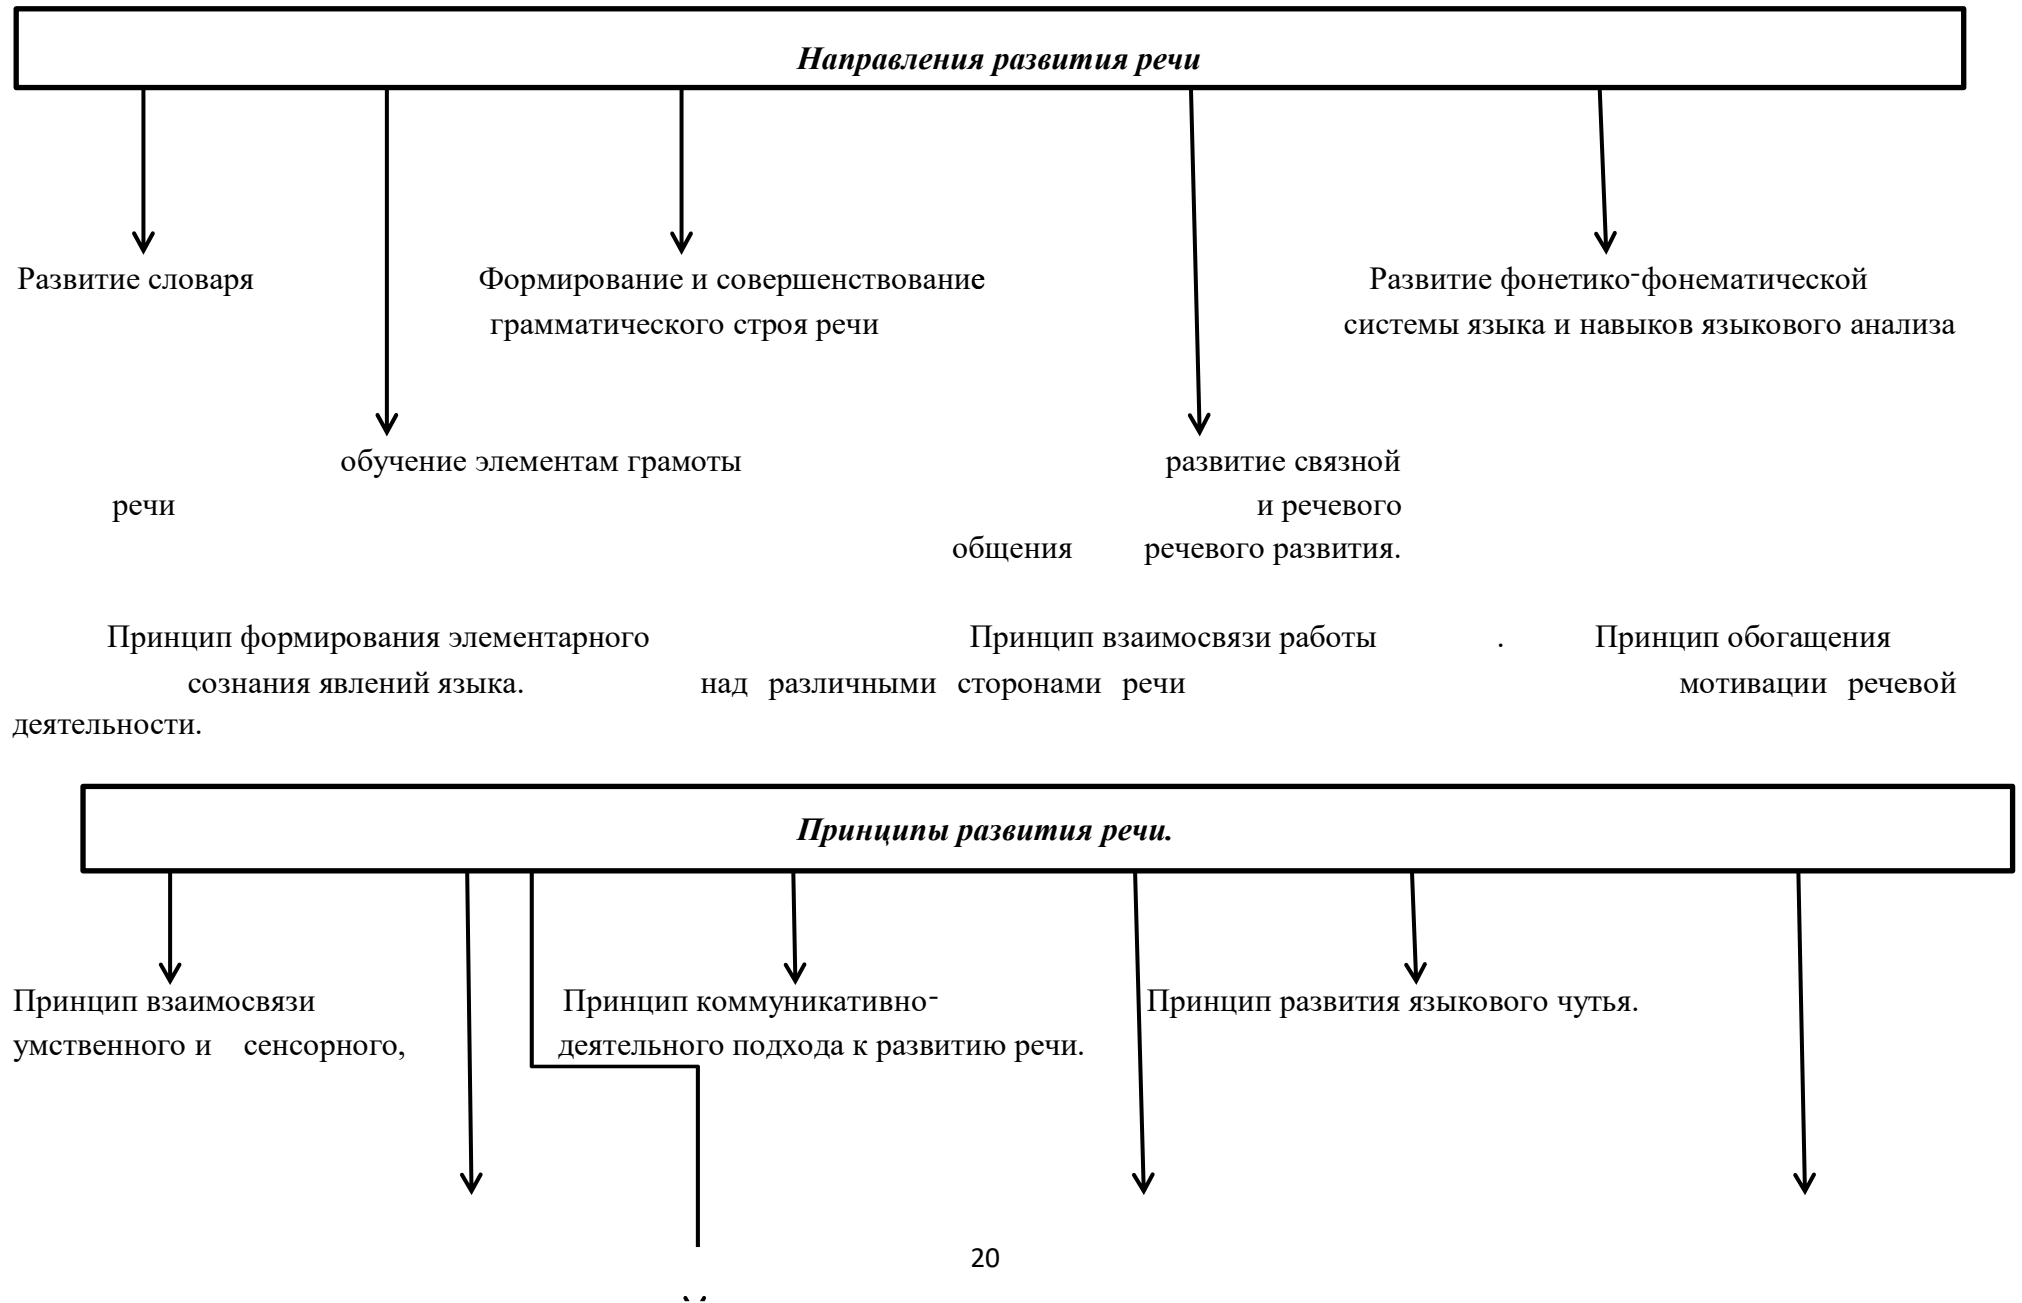 Направления развития речи
Развитие словаря Формирование и совершенствование Развитие фонетико-фонематической
грамматического строя речи системы языка и навыков языкового анализа
обучение элементам грамоты развитие связной
речи и речевого
общения речевого развития.
Принцип формирования элементарного Принцип взаимосвязи работы . Принцип обогащения
сознания явлений языка. над различными сторонами речи мотивации речевой
деятельности.
Принципы развития речи.
Принцип взаимосвязи Принцип коммуникативно- Принцип развития языкового чутья.
умственного и сенсорного, деятельного подхода к развитию речи.
20